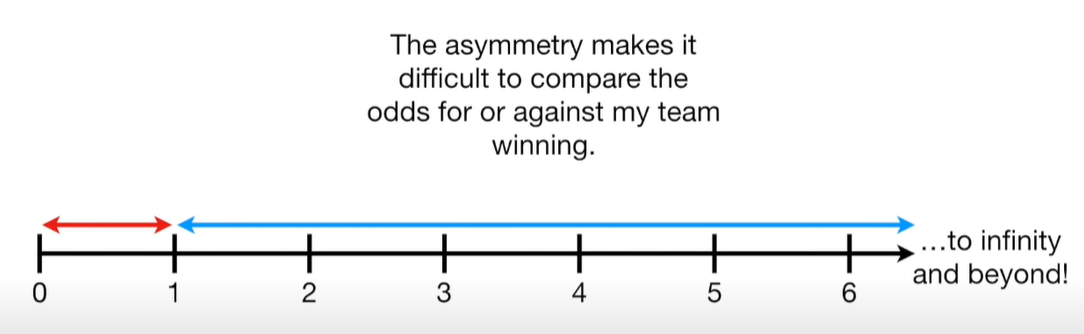 The asymmetry makes it
difficult to compare the
odds for or against my team
winning.
...to infinity
and beyond!
0 1 2 3 4 5 6